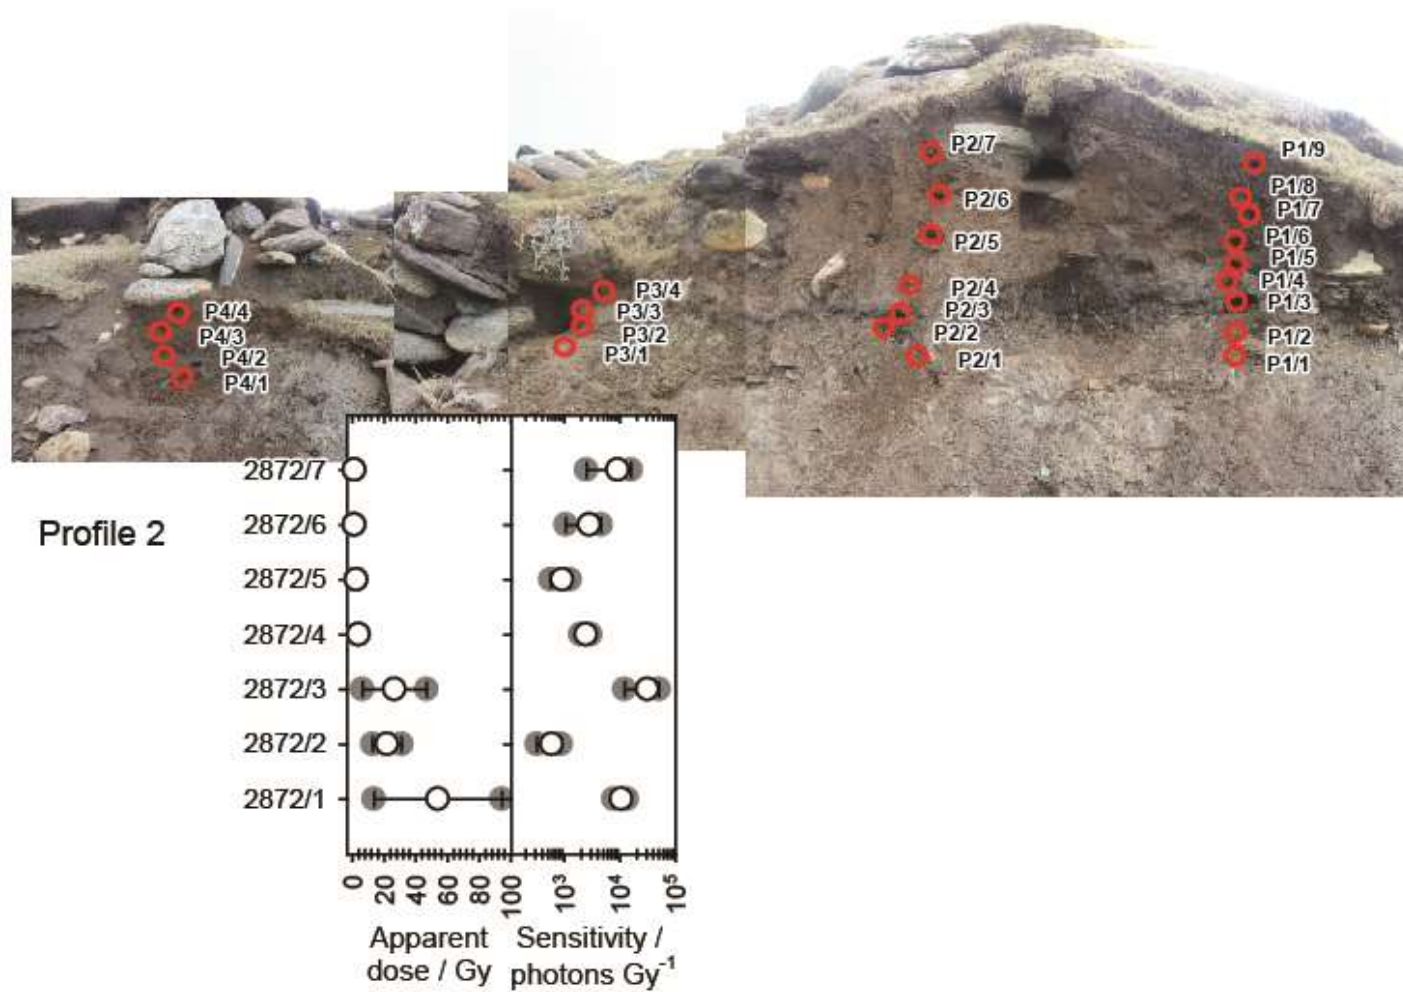 P2/7
P1/9
P2/6
P1/8
P1/7
P2/5
P1/6
P1/5
P2/4
P1/4
P3/4
P1/3
P4/4
P3/3
P2/3
P4/3
P3/2
P2/2
P1/2
P4/2
P3/1
P2/1
P1/1
P4/1
Profile 2
2872/7
2872/6
2872/5
2872/4
2872/3
2872/2
2872/1
0 20 40 60 80 100
10³ 10⁴ 10⁵
Apparent
dose / Gy
Sensitivity /
photons Gy⁻¹